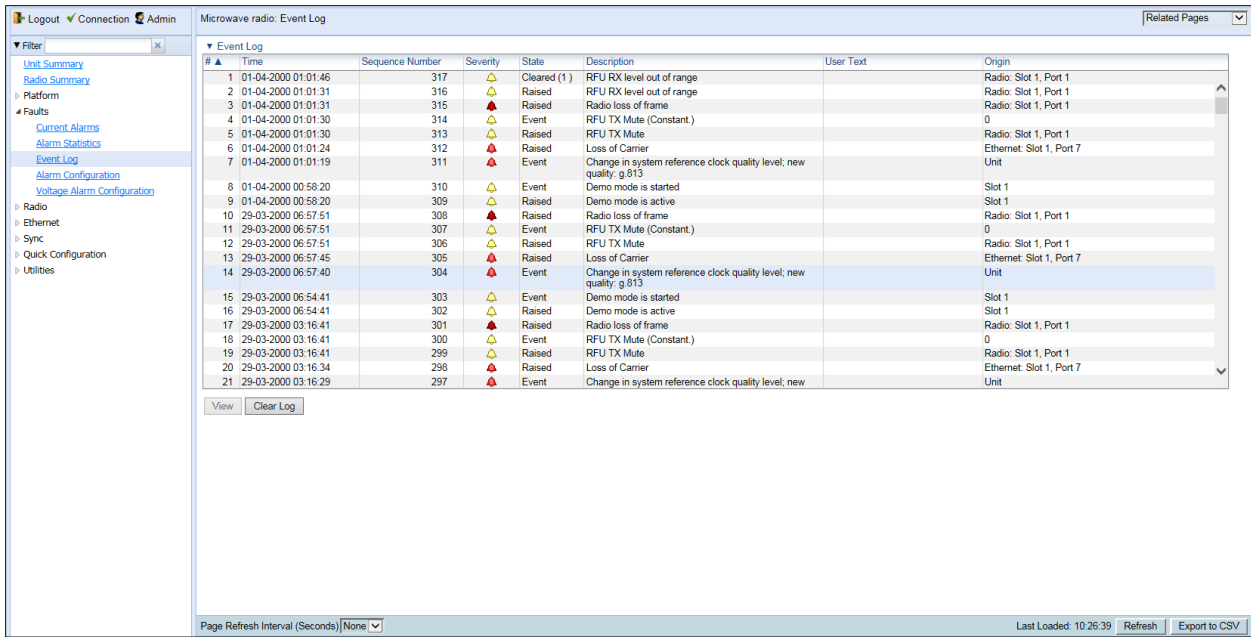 Logout Connection Admin
Microwave radio: Event Log
Related Pages
Filter
Unit Summary
Radio Summary
Platform
Faults
Current Alarms
Alarm Statistics
Event Log
Alarm Configuration
Voltage Alarm Configuration
Radio
Ethernet
Sync
Quick Configuration
Utilities
Event Log
# Time Sequence Number Severity State Description User Text Origin
1 01-04-2000 01:01:46 317 Cleared (1 ) RFU RX level out of range Radio: Slot 1, Port 1
2 01-04-2000 01:01:31 316 Raised RFU RX level out of range Radio: Slot 1, Port 1
3 01-04-2000 01:01:31 315 Raised Radio loss of frame Radio: Slot 1, Port 1
4 01-04-2000 01:01:30 314 Event RFU TX Mute (Constant.) 0
5 01-04-2000 01:01:30 313 Raised RFU TX Mute Radio: Slot 1, Port 1
6 01-04-2000 01:01:24 312 Raised Loss of Carrier Ethernet: Slot 1, Port 7
7 01-04-2000 01:01:19 311 Event Change in system reference clock quality level; new Unit
quality: g.813
8 01-04-2000 00:58:20 310 Event Demo mode is started Slot 1
9 01-04-2000 00:58:20 309 Raised Demo mode is active Slot 1
10 29-03-2000 06:57:51 308 Raised Radio loss of frame Radio: Slot 1, Port 1
11 29-03-2000 06:57:51 307 Event RFU TX Mute (Constant.) 0
12 29-03-2000 06:57:51 306 Raised RFU TX Mute Radio: Slot 1, Port 1
13 29-03-2000 06:57:45 305 Raised Loss of Carrier Ethernet: Slot 1, Port 7
14 29-03-2000 06:57:40 304 Event Change in system reference clock quality level; new Unit
quality: g.813
15 29-03-2000 06:54:41 303 Event Demo mode is started Slot 1
16 29-03-2000 06:54:41 302 Raised Demo mode is active Slot 1
17 29-03-2000 03:16:41 301 Raised Radio loss of frame Radio: Slot 1, Port 1
18 29-03-2000 03:16:41 300 Event RFU TX Mute (Constant.) 0
19 29-03-2000 03:16:41 299 Raised RFU TX Mute Radio: Slot 1, Port 1
20 29-03-2000 03:16:34 298 Raised Loss of Carrier Ethernet: Slot 1, Port 7
21 29-03-2000 03:16:29 297 Event Change in system reference clock quality level; new Unit
View Clear Log
Page Refresh Interval (Seconds) None
Last Loaded: 10:26:39 Refresh Export to CSV